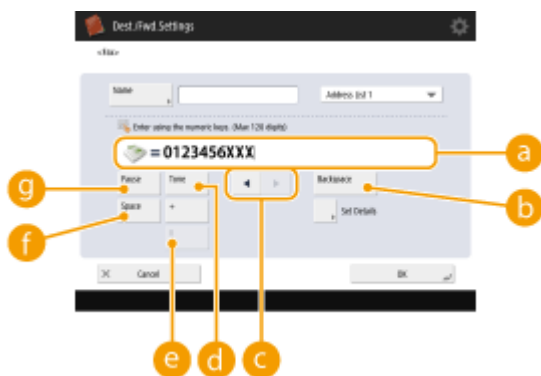 Dest./Fwd. Settings
<Fax>
Name
Address List 1
Enter using the numeric keys. (Max 120 digits)
= 0123456XXX
a
Pause
Tone
Backspace
g
b
Space
+
Set Details
f
Cancel
OK
e
d
c